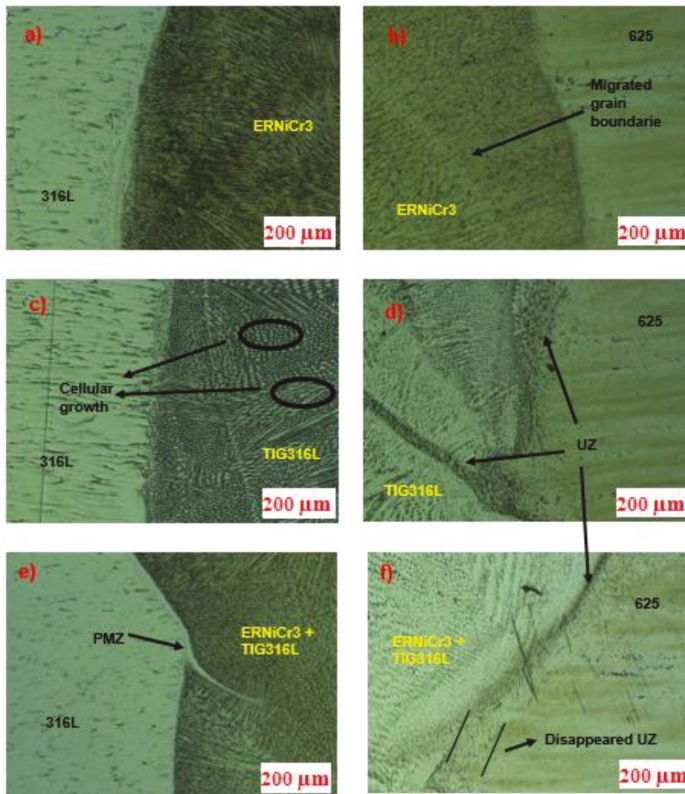 a)
ERNiCr3
316L
200 µm
b)
625
Migrated
grain
boundarie
ERNiCr3
200 µm
c)
Cellular
growth
316L
TIG316L
200 µm
d)
625
UZ
TIG316L
200 µm
e)
PMZ
ERNiCr3 +
TIG316L
316L
200 µm
f)
625
ERNiCr3 +
TIG316L
Disappeared UZ
200 µm